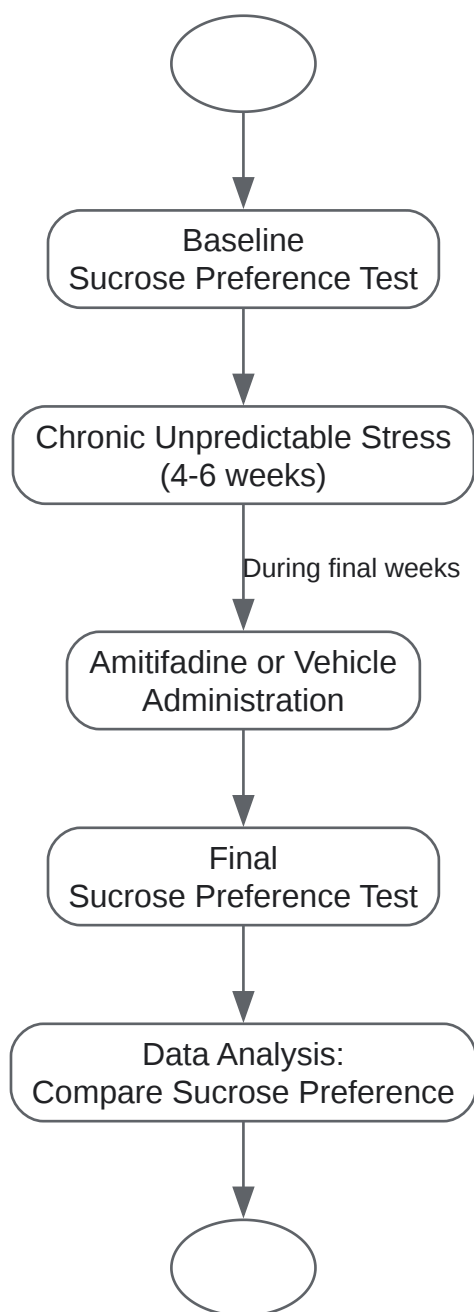 Baseline
Sucrose Preference Test
Chronic Unpredictable Stress
(4-6 weeks)
During final weeks
Amitifadine or Vehicle
Administration
Final
Sucrose Preference Test
Data Analysis:
Compare Sucrose Preference